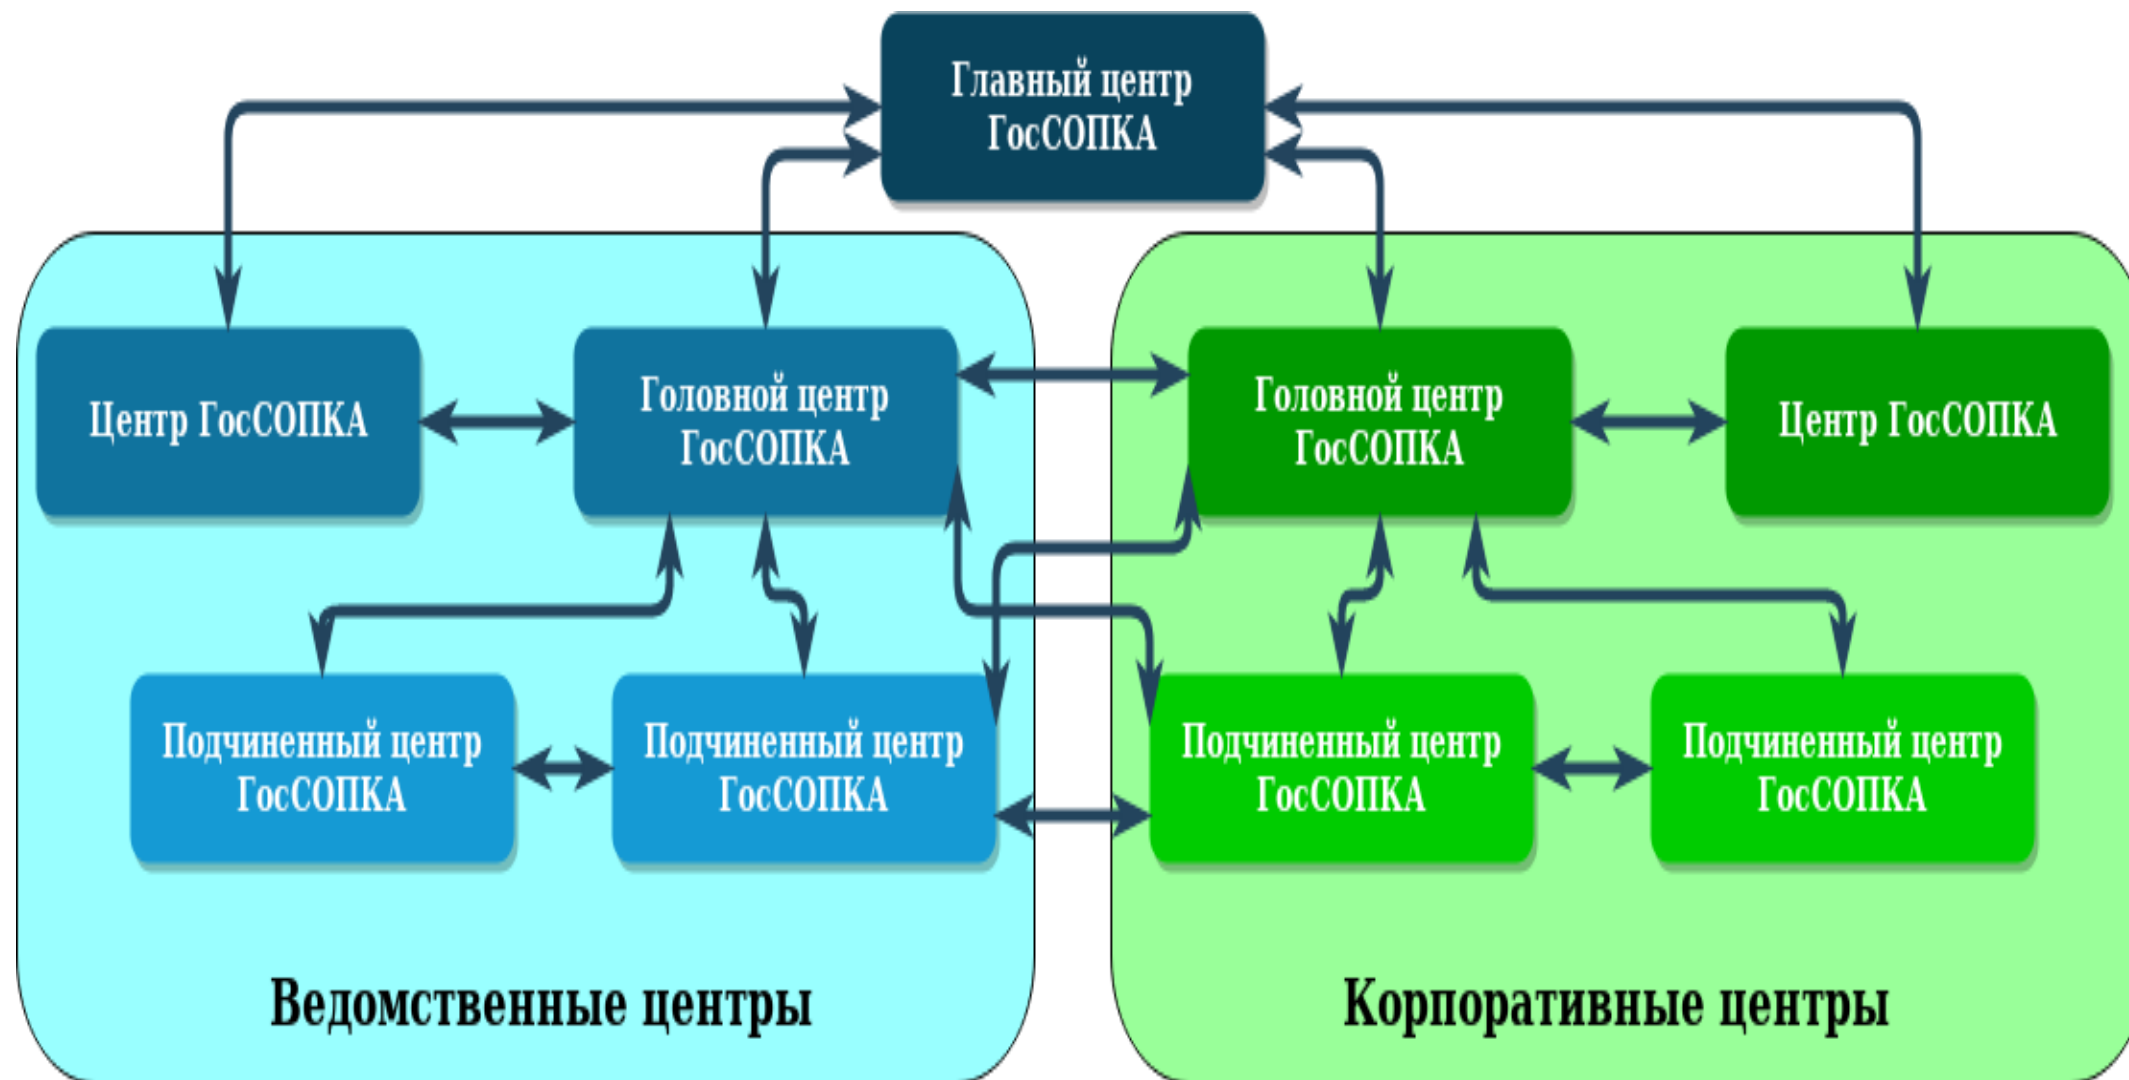 Главный центр
ГосСОПКА
Центр ГосСОПКА
Головной центр
ГосСОПКА
Головной центр
ГосСОПКА
Центр ГосСОПКА
Подчиненный центр
ГосСОПКА
Подчиненный центр
ГосСОПКА
Подчиненный центр
ГосСОПКА
Подчиненный центр
ГосСОПКА
Ведомственные центры
Корпоративные центры